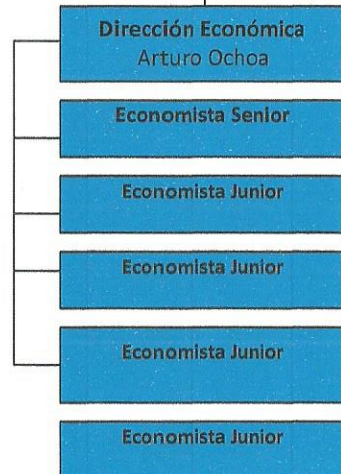 Dirección Económica
Arturo Ochoa
Economista Senior
Economista Junior
Economista Junior
Economista Junior
Economista Junior